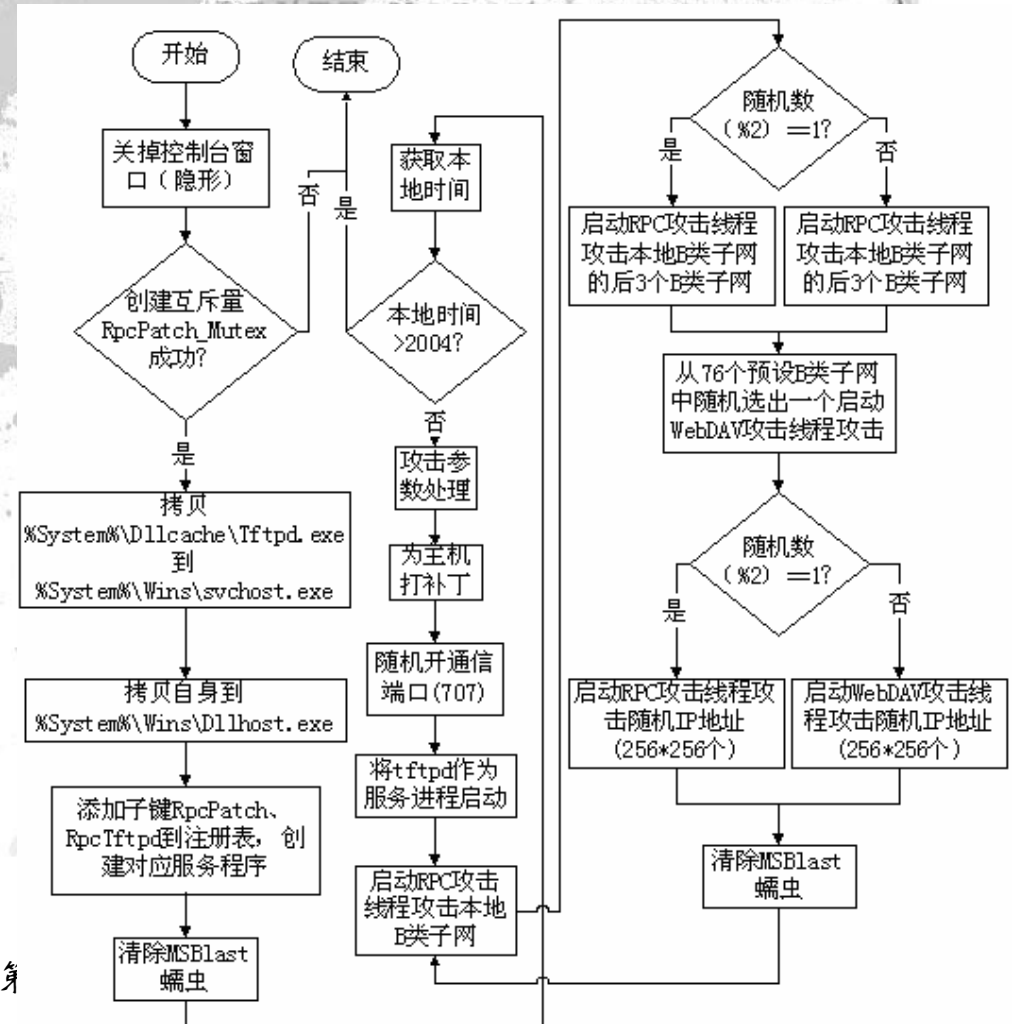 开始
关掉控制台窗
口（隐形）
创建互斥量
RpcPatch_Mutex
成功?
否
是
拷贝
%System%\Dllcache\Tftpd.exe
到
%System%\Wins\svchost.exe
拷贝自身到
%System%\Wins\Dllhost.exe
添加子键RpcPatch、
RpcTftpd到注册表，创
建对应服务程序
清除MSBlast
蠕虫
结束
获取本
地时间
本地时间
>2004?
是
否
攻击参
数处理
为主机
打补丁
随机开通信
端口(707)
将tftpd作为
服务进程启动
启动RPC攻击
线程攻击本地
B类子网
随机数
（%2）==1?
是
否
启动RPC攻击线程
攻击本地B类子网
的后3个B类子网
启动RPC攻击线程
攻击本地B类子网
的后3个B类子网
从76个预设B类子网
中随机选出一个启动
WebDAV攻击线程攻击
随机数
（%2）==1?
是
否
启动RPC攻击线程攻
击随机IP地址
(256*256个)
启动WebDAV攻击线
程攻击随机IP地址
(256*256个)
清除MSBlast
蠕虫
第